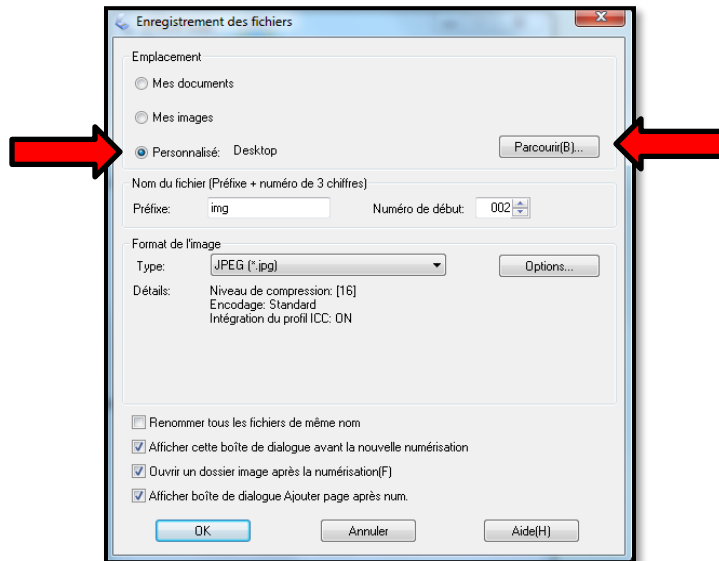 Enregistrement des fichiers
Emplacement
Mes documents
Mes images
Personnalisé: Desktop Parcourir(B)...
Nom du fichier (Préfixe + numéro de 3 chiffres)
Préfixe: img Numéro de début: 002
Format de l'image
Type: JPEG (*.jpg) Options...
Détails: Niveau de compression: [16]
Encodage: Standard
Intégration du profil ICC: ON
Renommer tous les fichiers de même nom
Afficher cette boîte de dialogue avant la nouvelle numérisation
Ouvrir un dossier image après la numérisation(F)
Afficher boîte de dialogue Ajouter page après num.
OK Annuler Aide(H)